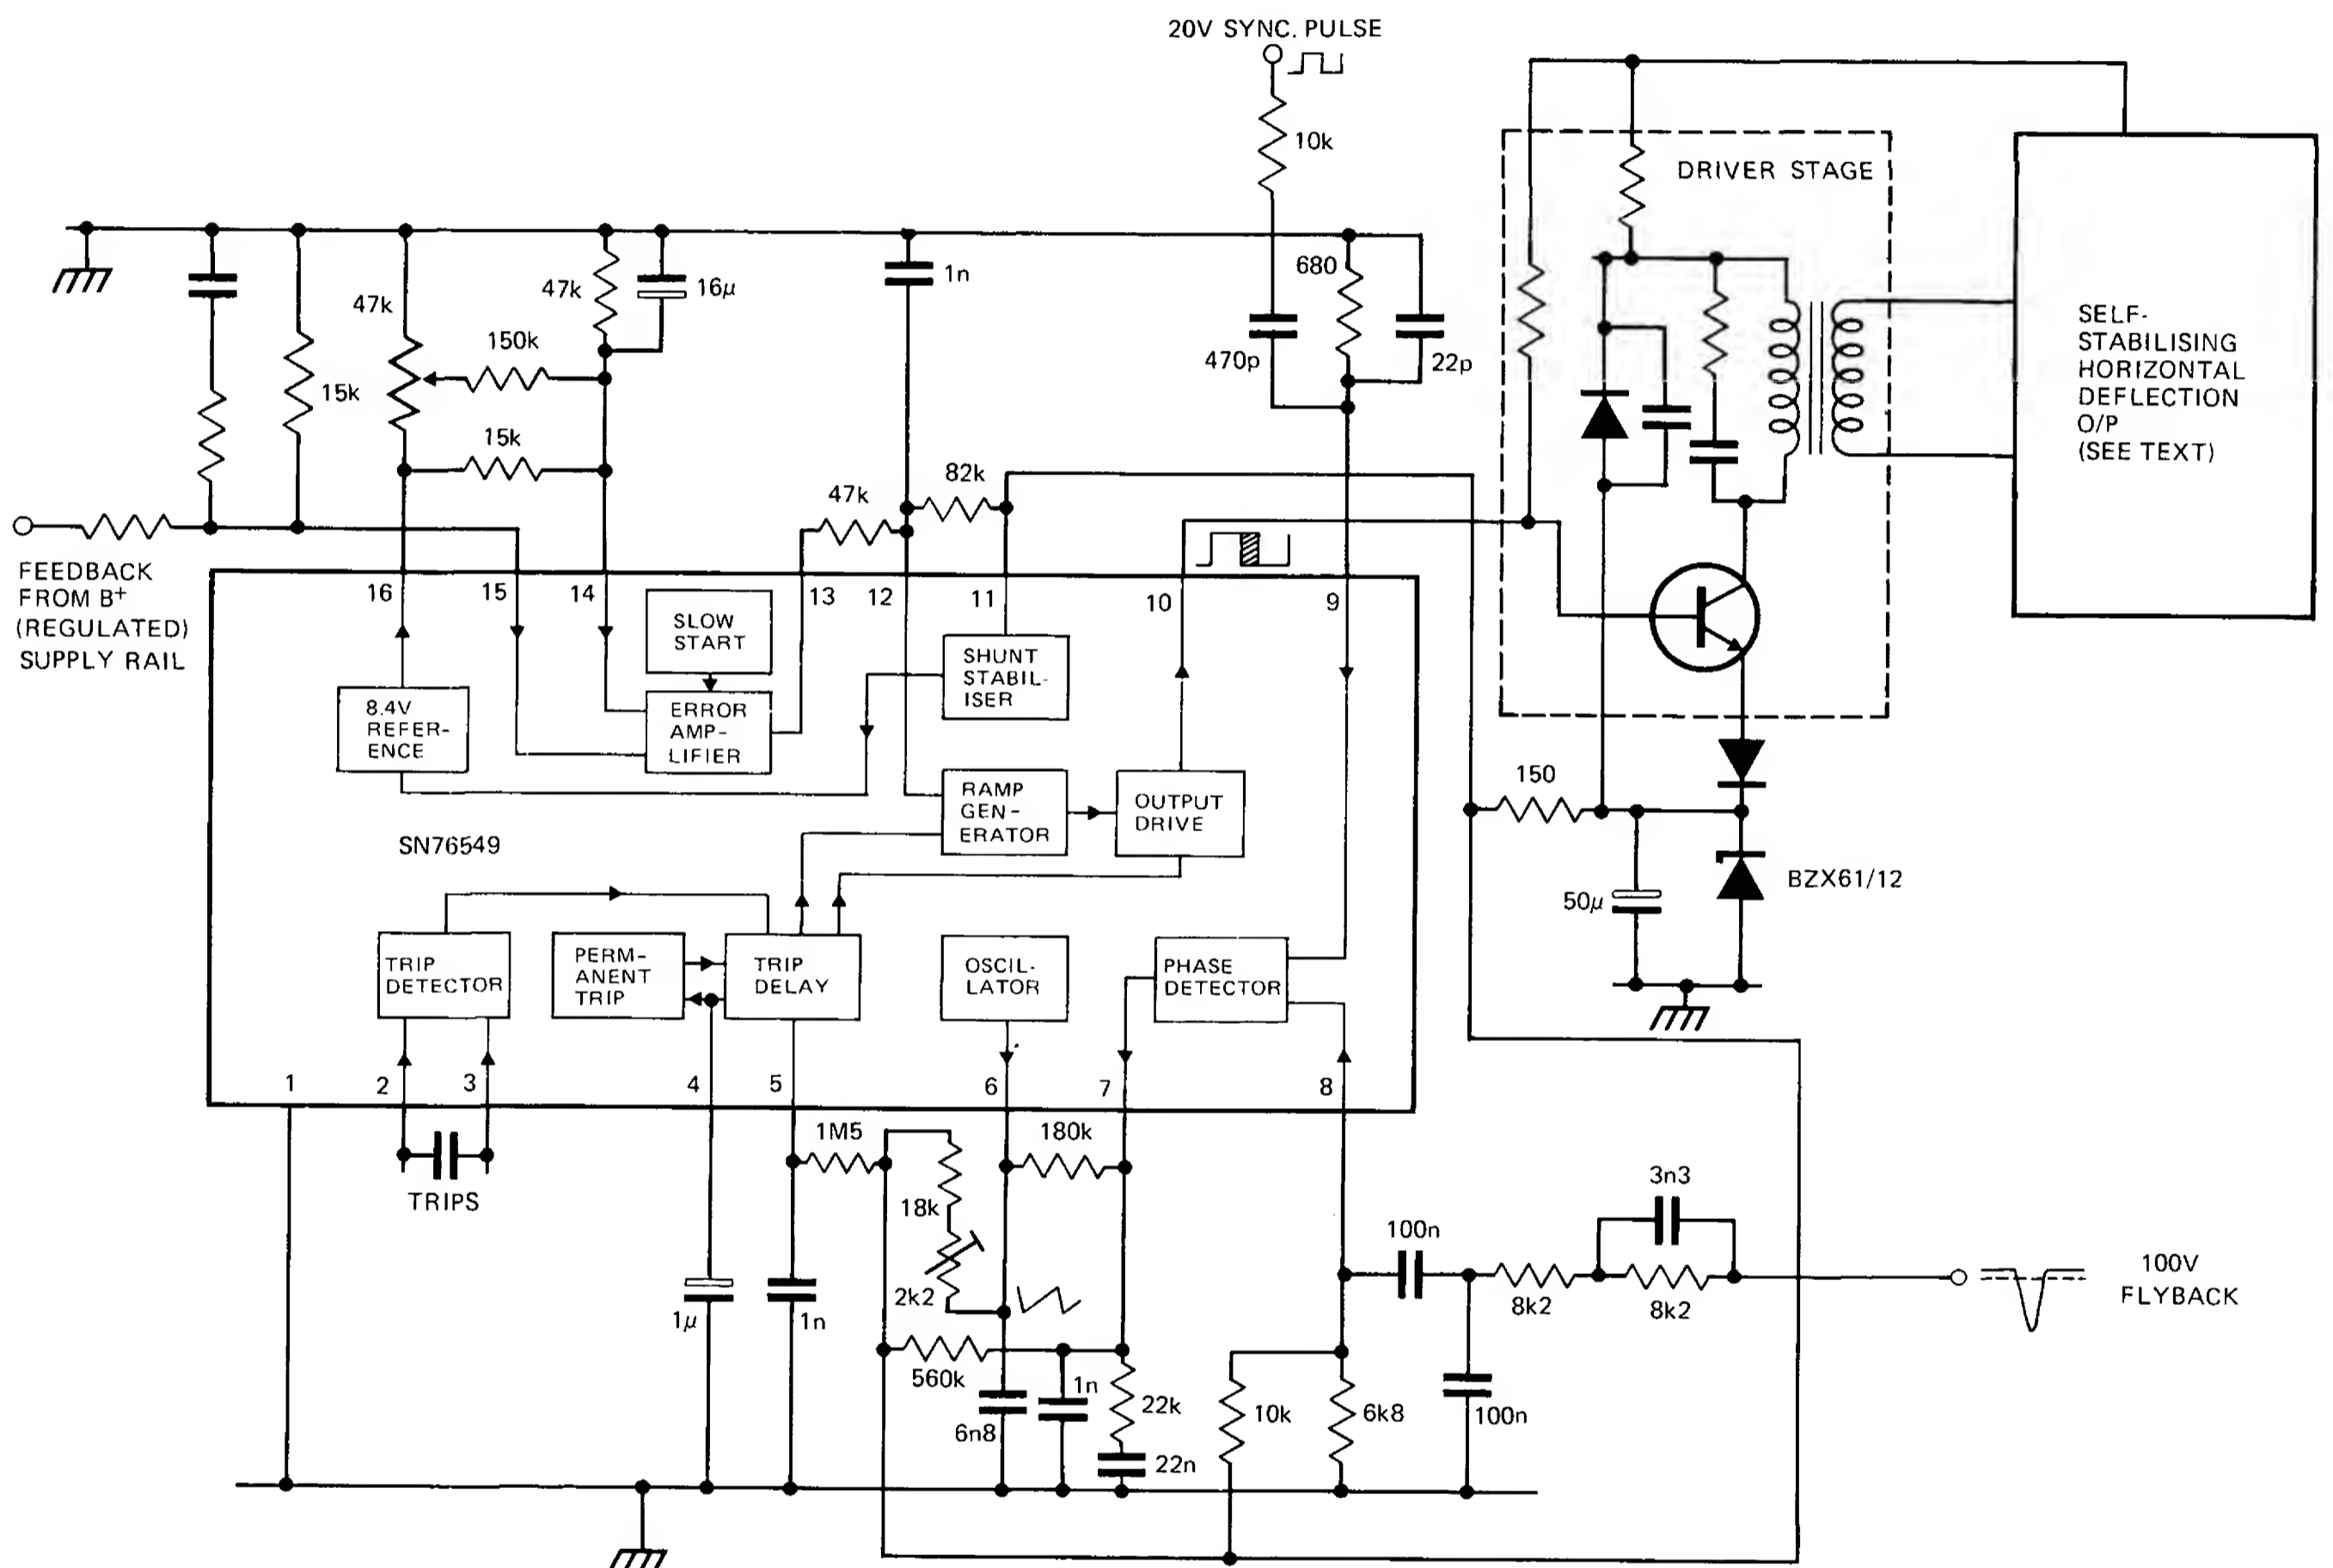 20V SYNC. PULSE
10k
DRIVER STAGE
47k
47k
16µ
1n
680
150k
15k
470p
22p
SELF-
STABILISING
HORIZONTAL
DEFLECTION
O/P
(SEE TEXT)
15k
82k
47k
FEEDBACK
FROM B+
(REGULATED)
SUPPLY RAIL
16
15
14
13
12
11
10
9
SLOW
START
SHUNT
STABIL-
ISER
8.4V
REFER-
ENCE
ERROR
AMP-
LIFIER
RAMP
GEN-
ERATOR
OUTPUT
DRIVE
150
SN76549
50µ
BZX61/12
TRIP
DETECTOR
PERM-
ANENT
TRIP
TRIP
DELAY
OSCIL-
LATOR
PHASE
DETECTOR
1
2
3
4
5
6
7
8
TRIPS
1M5
180k
18k
2k2
1µ
1n
3n3
100n
8k2
8k2
100V
FLYBACK
560k
1n
6n8
22k
22n
10k
6k8
100n